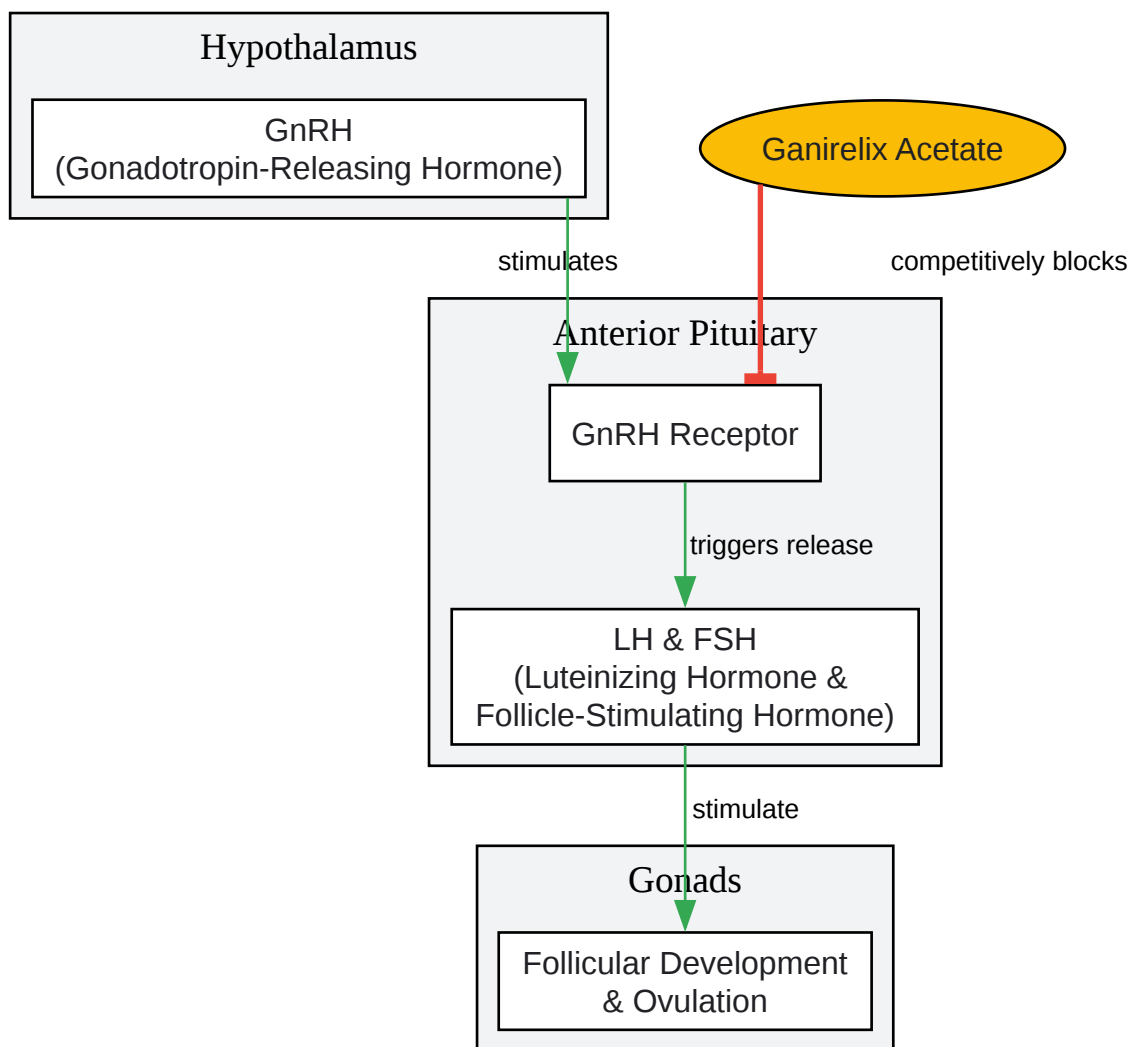 Hypothalamus
GnRH
(Gonadotropin-Releasing Hormone)
Ganirelix Acetate
stimulates
competitively blocks
Anterior Pituitary
GnRH Receptor
triggers release
LH & FSH
(Luteinizing Hormone &
Follicle-Stimulating Hormone)
stimulate
Gonads
Follicular Development
& Ovulation